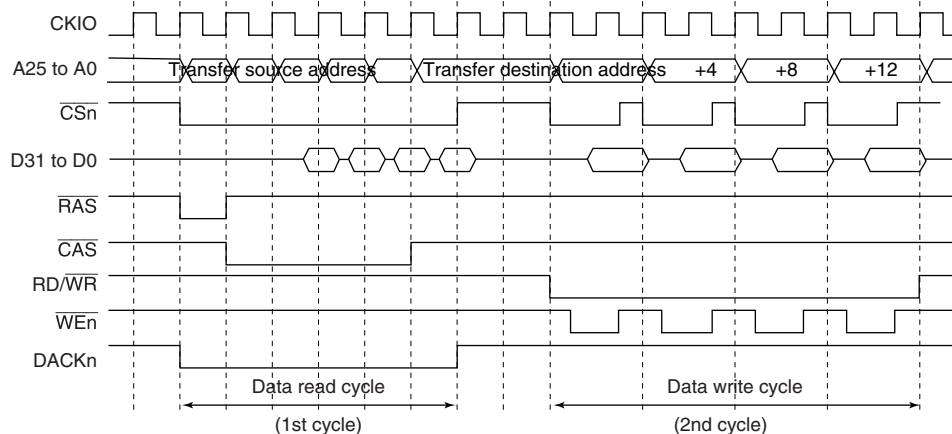 CKIO
A25 to A0 Transfer source address Transfer destination address +4 +8 +12
CSn
D31 to D0
RAS
CAS
RD/WR
WEn
DACKn
Data read cycle Data write cycle
(1st cycle) (2nd cycle)